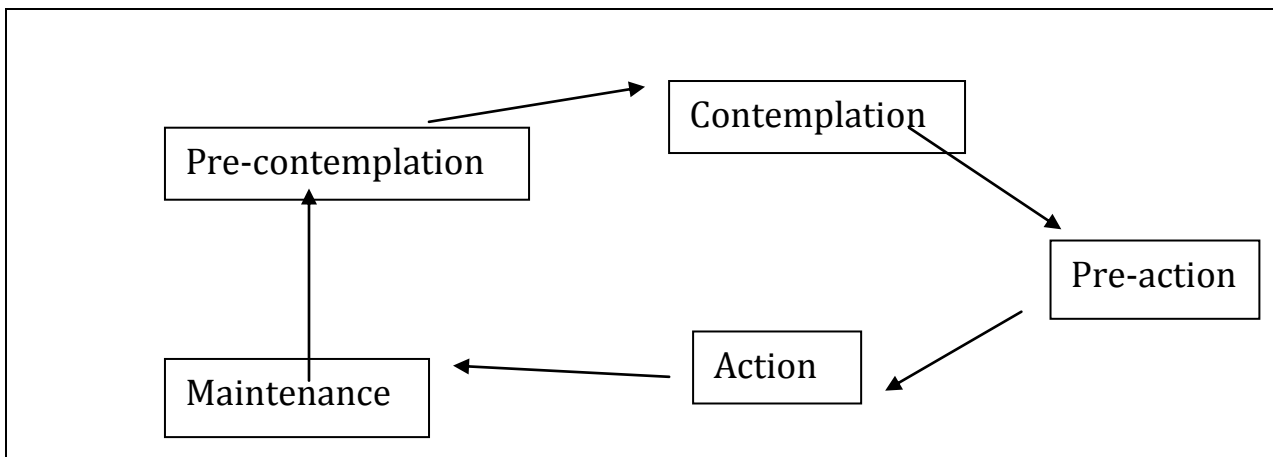 Contemplation
Pre-contemplation
Pre-action
Action
Maintenance